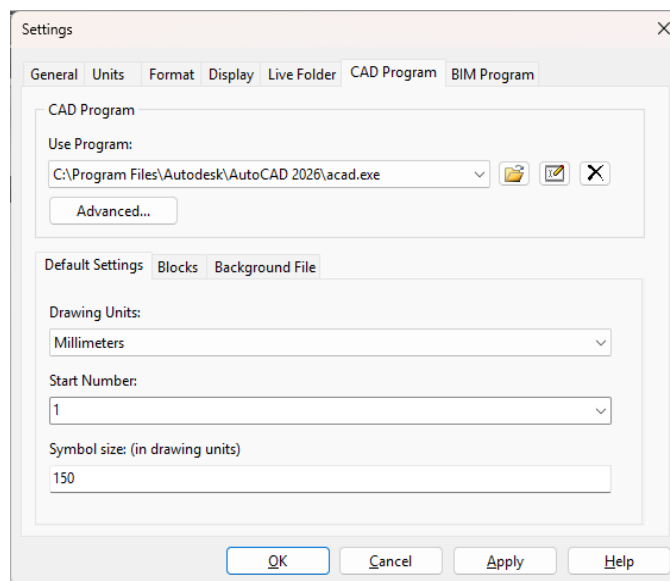 Settings
General Units Format Display Live Folder CAD Program BIM Program
CAD Program
Use Program:
C:\Program Files\Autodesk\AutoCAD 2026\acad.exe
Advanced...
Default Settings Blocks Background File
Drawing Units:
Millimeters
Start Number:
1
Symbol size: (in drawing units)
150
OK Cancel Apply Help